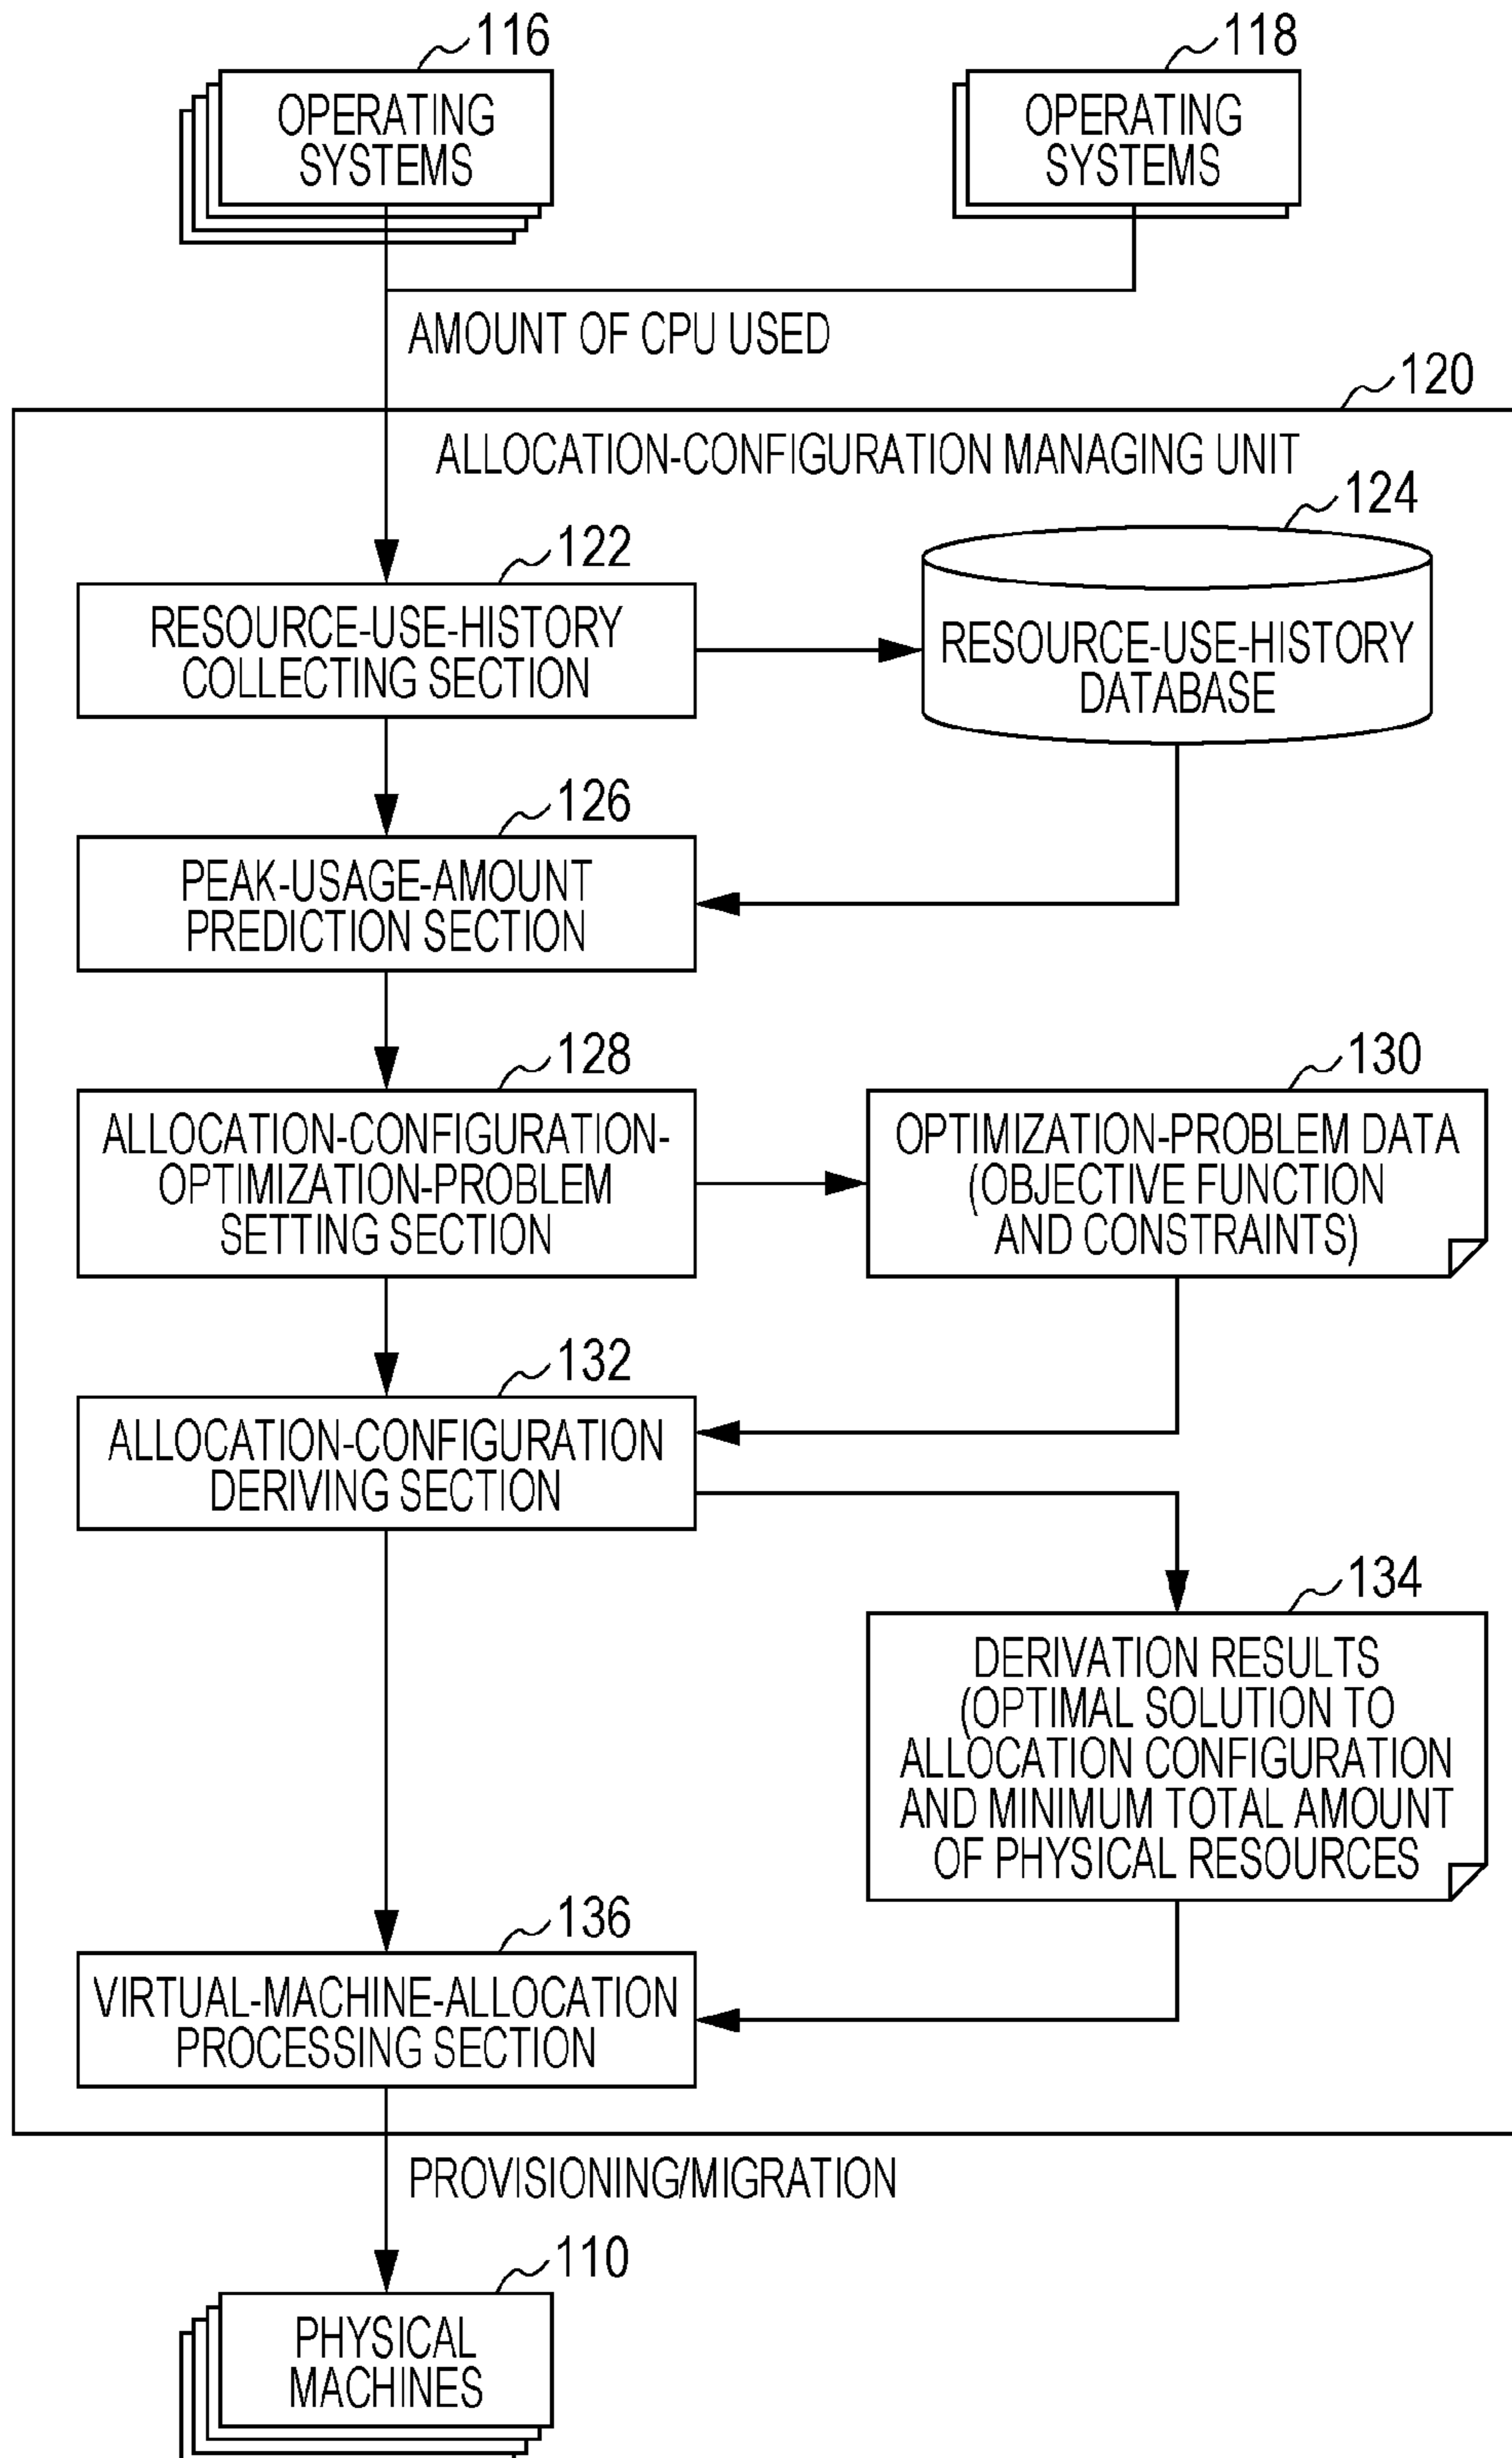 116
118
OPERATING
SYSTEMS
OPERATING
SYSTEMS
AMOUNT OF CPU USED
120
ALLOCATION-CONFIGURATION MANAGING UNIT
124
122
RESOURCE-USE-HISTORY
COLLECTING SECTION
RESOURCE-USE-HISTORY
DATABASE
126
PEAK-USAGE-AMOUNT
PREDICTION SECTION
128
130
ALLOCATION-CONFIGURATION-
OPTIMIZATION-PROBLEM
SETTING SECTION
OPTIMIZATION-PROBLEM DATA
(OBJECTIVE FUNCTION
AND CONSTRAINTS)
132
ALLOCATION-CONFIGURATION
DERIVING SECTION
134
DERIVATION RESULTS
(OPTIMAL SOLUTION TO
ALLOCATION CONFIGURATION
AND MINIMUM TOTAL AMOUNT
OF PHYSICAL RESOURCES
136
VIRTUAL-MACHINE-ALLOCATION
PROCESSING SECTION
PROVISIONING/MIGRATION
110
PHYSICAL
MACHINES